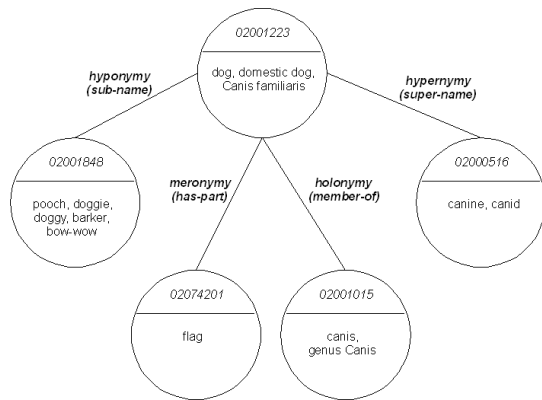 02001223
dog, domestic dog,
Canis familiaris
hyponymy
(sub-name)
hypernymy
(super-name)
02001848
pooch, doggie,
doggy, barker,
bow-wow
meronymy
(has-part)
holonymy
(member-of)
02000516
canine, canid
02074201
flag
02001015
canis,
genus Canis